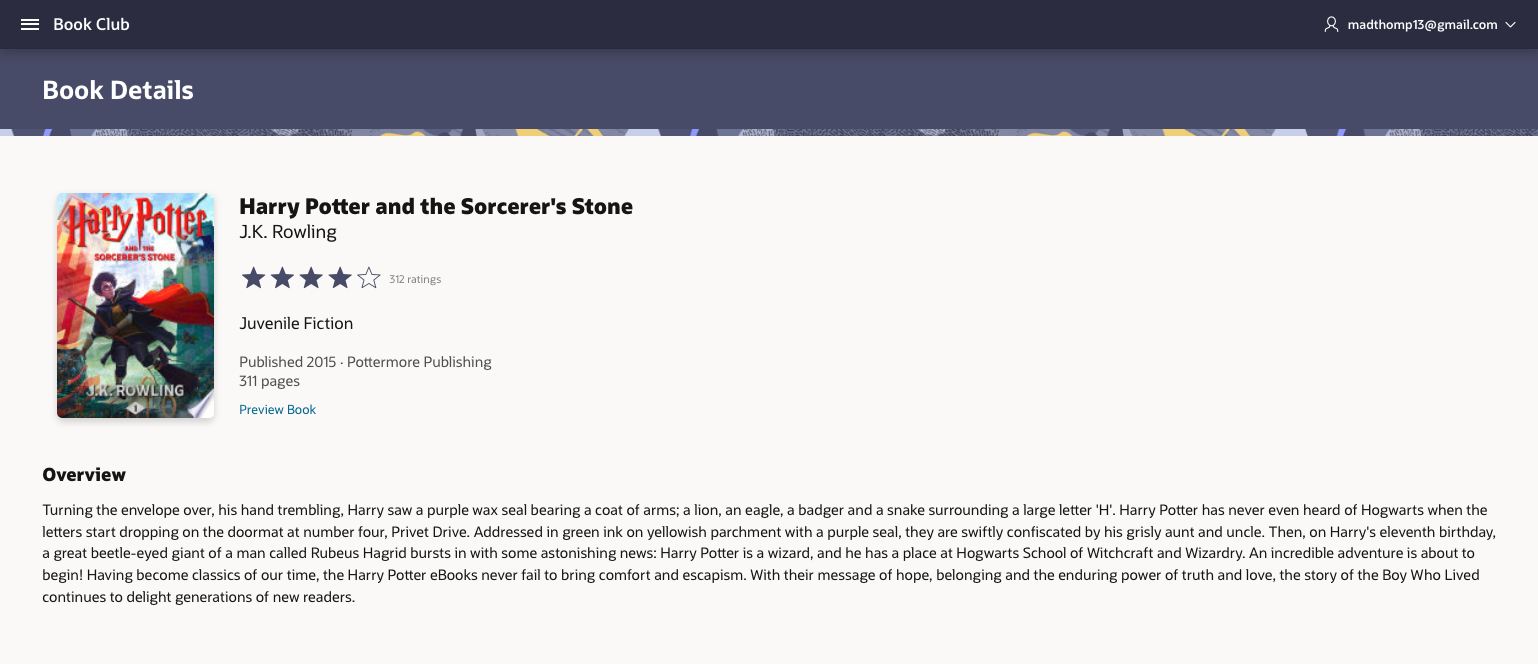 Book Club
madthomp13@gmail.com
Book Details
Harry Potter
AND THE
SORCERER'S STONE
J.K. ROWLING
1
Harry Potter and the Sorcerer's Stone
J.K. Rowling
312 ratings
Juvenile Fiction
Published 2015 · Pottermore Publishing
311 pages
Preview Book
Overview
Turning the envelope over, his hand trembling, Harry saw a purple wax seal bearing a coat of arms; a lion, an eagle, a badger and a snake surrounding a large letter 'H'. Harry Potter has never even heard of Hogwarts when the
letters start dropping on the doormat at number four, Privet Drive. Addressed in green ink on yellowish parchment with a purple seal, they are swiftly confiscated by his grisly aunt and uncle. Then, on Harry's eleventh birthday,
a great beetle-eyed giant of a man called Rubeus Hagrid bursts in with some astonishing news: Harry Potter is a wizard, and he has a place at Hogwarts School of Witchcraft and Wizardry. An incredible adventure is about to
begin! Having become classics of our time, the Harry Potter eBooks never fail to bring comfort and escapism. With their message of hope, belonging and the enduring power of truth and love, the story of the Boy Who Lived
continues to delight generations of new readers.